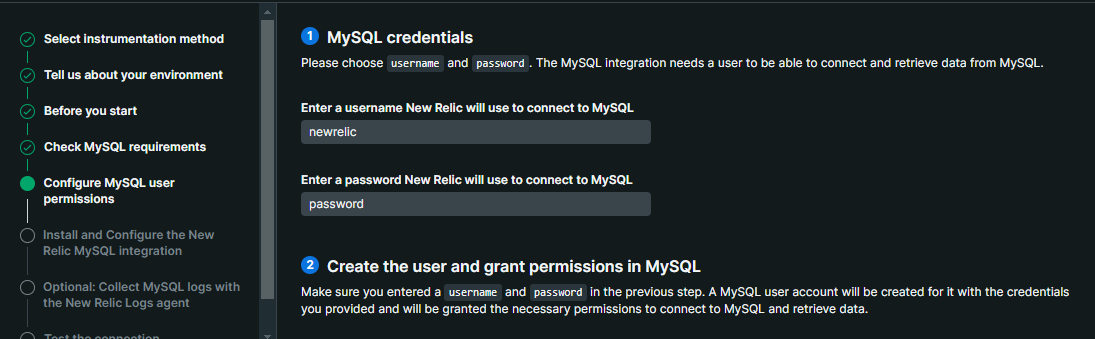 Select instrumentation method
Tell us about your environment
Before you start
Check MySQL requirements
Configure MySQL user
permissions
Install and Configure the New
Relic MySQL integration
Optional: Collect MySQL logs with
the New Relic Logs agent
Test the connection
1 MySQL credentials
Please choose username and password. The MySQL integration needs a user to be able to connect and retrieve data from MySQL.
Enter a username New Relic will use to connect to MySQL
newrelic
Enter a password New Relic will use to connect to MySQL
password
2 Create the user and grant permissions in MySQL
Make sure you entered a username and password in the previous step. A MySQL user account will be created for it with the credentials
you provided and will be granted the necessary permissions to connect to MySQL and retrieve data.